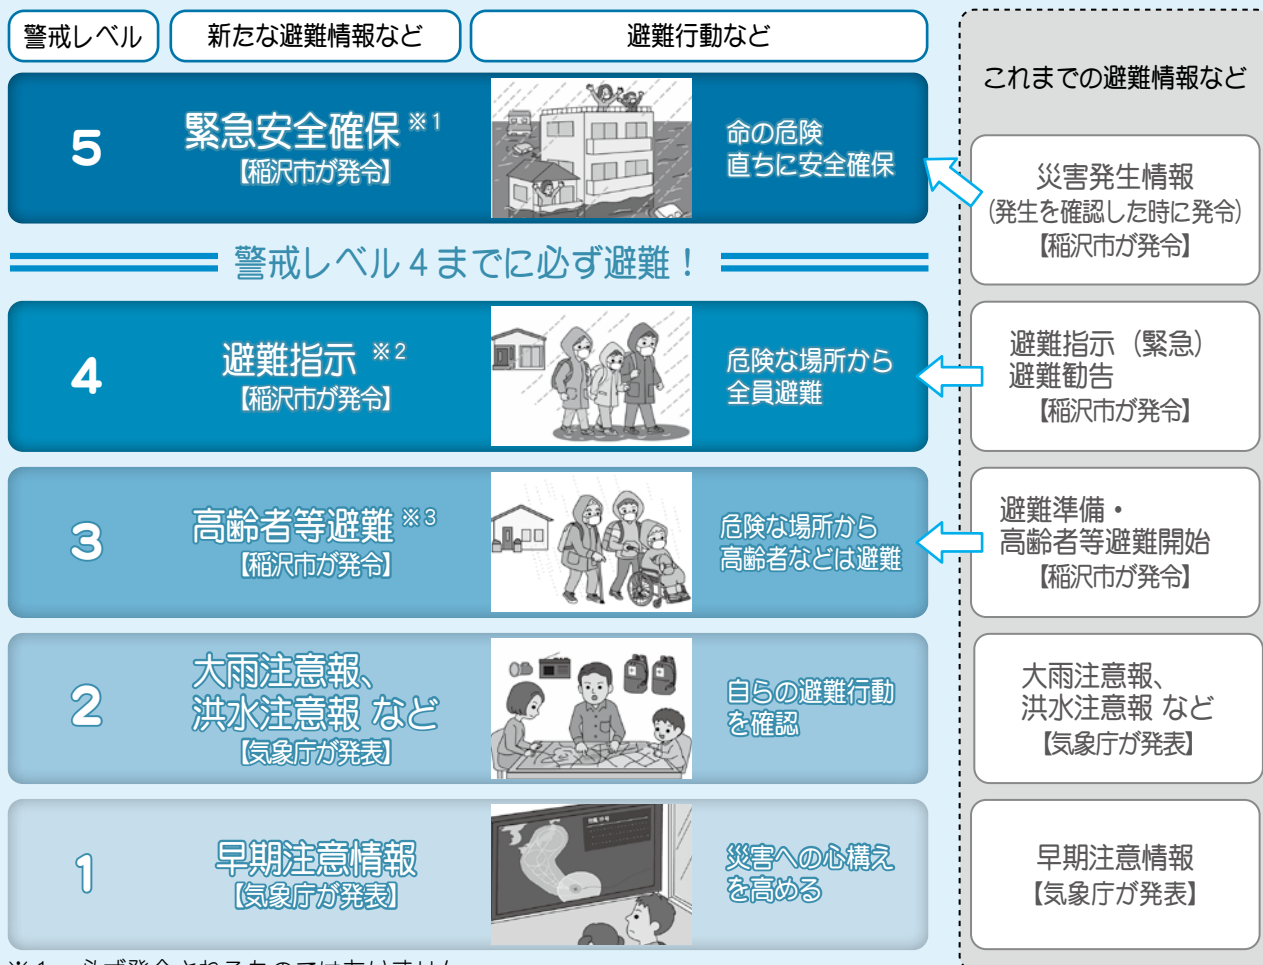 警戒レベル
新たな避難情報など
避難行動など
これまでの避難情報など
5
緊急安全確保 ※1
【稲沢市が発令】
命の危険
直ちに安全確保
災害発生情報
(発生を確認した時に発令)
【稲沢市が発令】
警戒レベル4までに必ず避難！
4
避難指示 ※2
【稲沢市が発令】
危険な場所から
全員避難
避難指示（緊急）
避難勧告
【稲沢市が発令】
3
高齢者等避難 ※3
【稲沢市が発令】
危険な場所から
高齢者などは避難
避難準備・
高齢者等避難開始
【稲沢市が発令】
2
大雨注意報、
洪水注意報 など
【気象庁が発表】
自らの避難行動
を確認
大雨注意報、
洪水注意報 など
【気象庁が発表】
1
早期注意情報
【気象庁が発表】
災害への心構え
を高める
早期注意情報
【気象庁が発表】